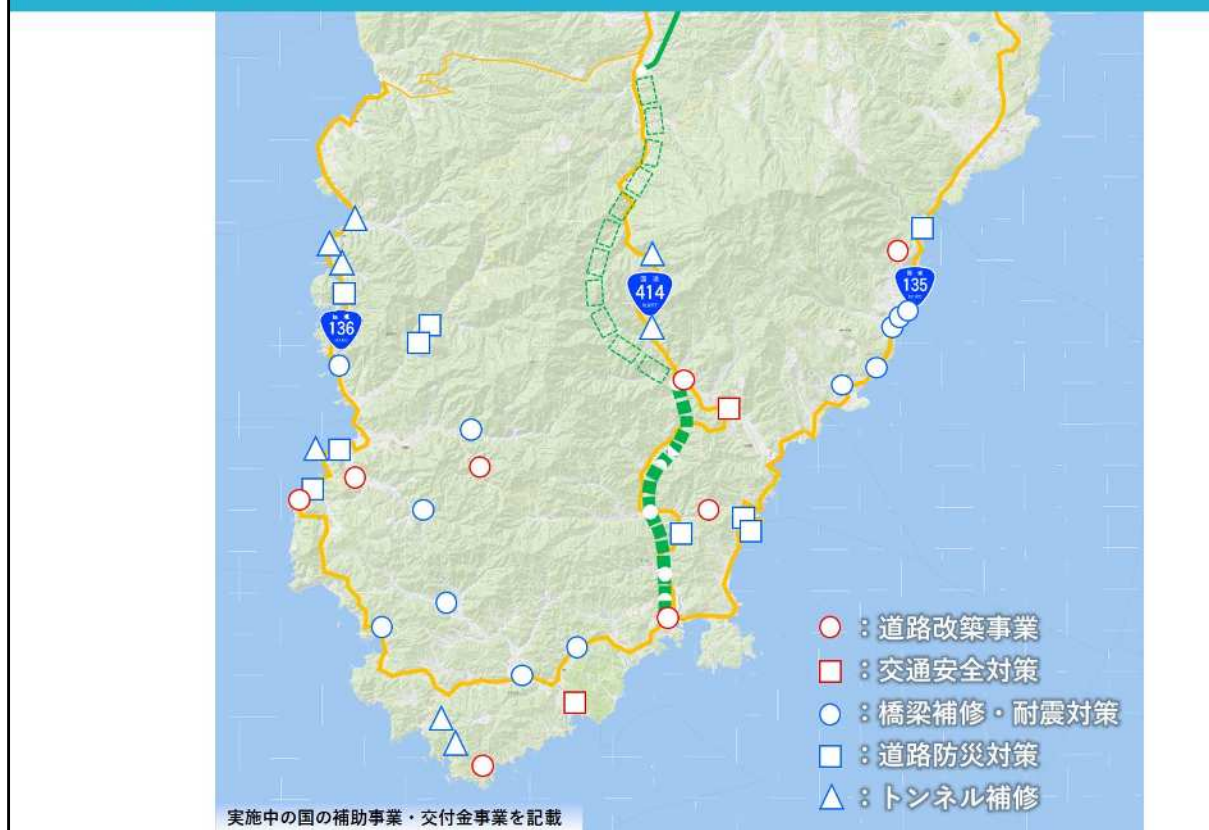 414
135
136
○：道路改築事業
□：交通安全対策
○：橋梁補修・耐震対策
□：道路防災対策
△：トンネル補修
実施中の国の補助事業・交付金事業を記載